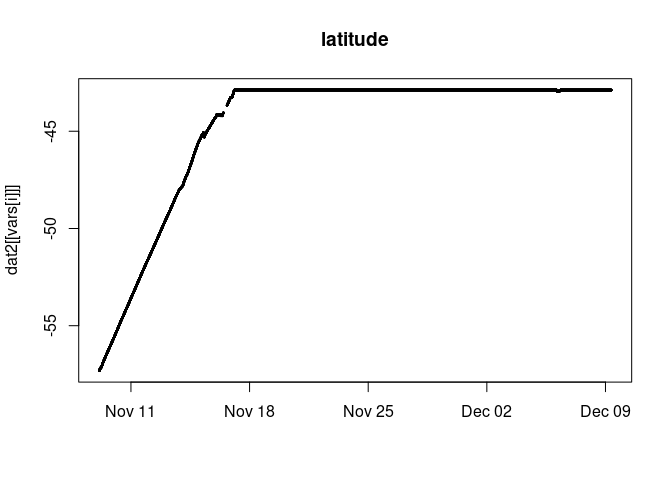 latitude
dat2[[vars[i]]]
-45
-50
-55
Nov 11
Nov 18
Nov 25
Dec 02
Dec 09